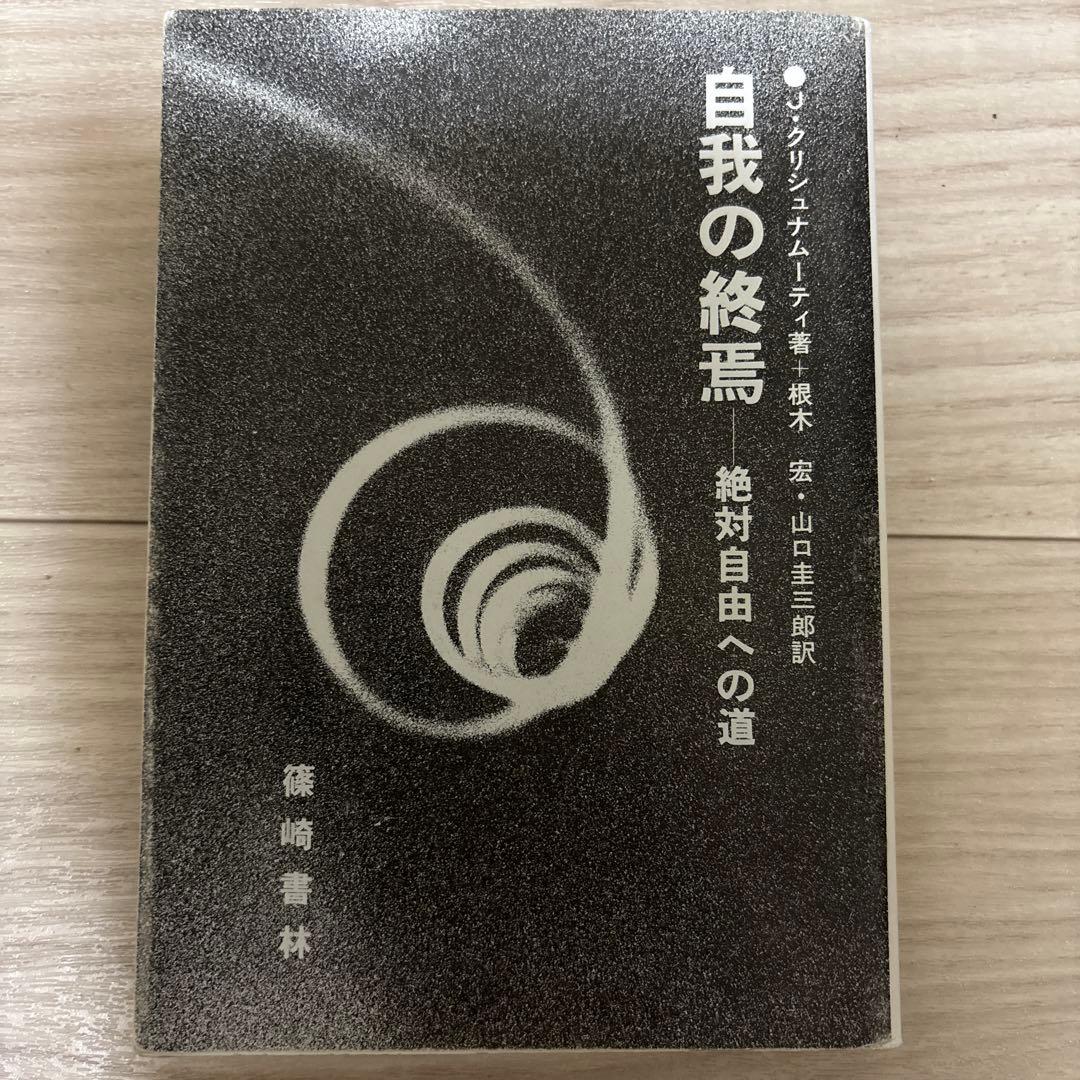 ●J・クリシュナムーティ著+根木 宏・山口圭三郎訳
自我の終焉――絶対自由への道
篠崎書林